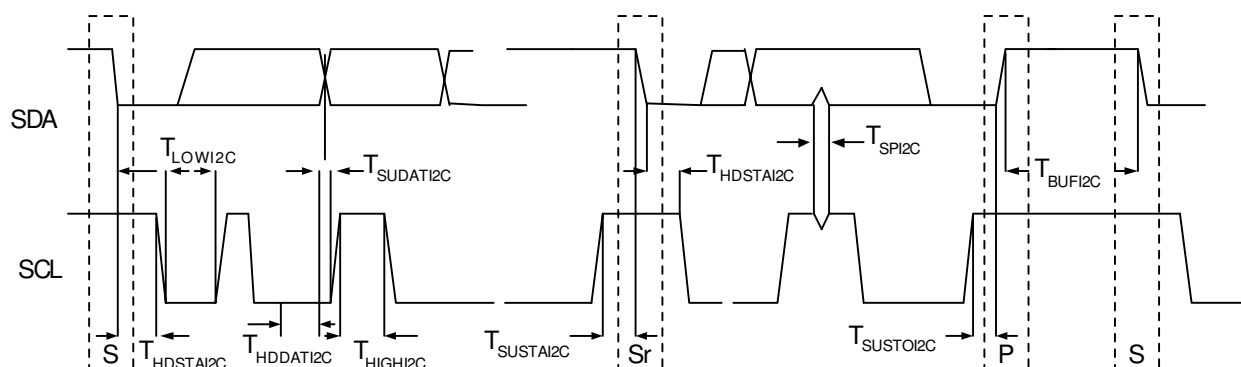 SDA
T_LOWI2C
T_SUDATI2C
T_HDSTAI2C
T_SPI2C
T_BUFI2C
SCL
S
T_HDSTAI2C
T_HDDATI2C
T_HIGHI2C
T_SUSTAI2C
Sr
T_SUSTOI2C
P
S